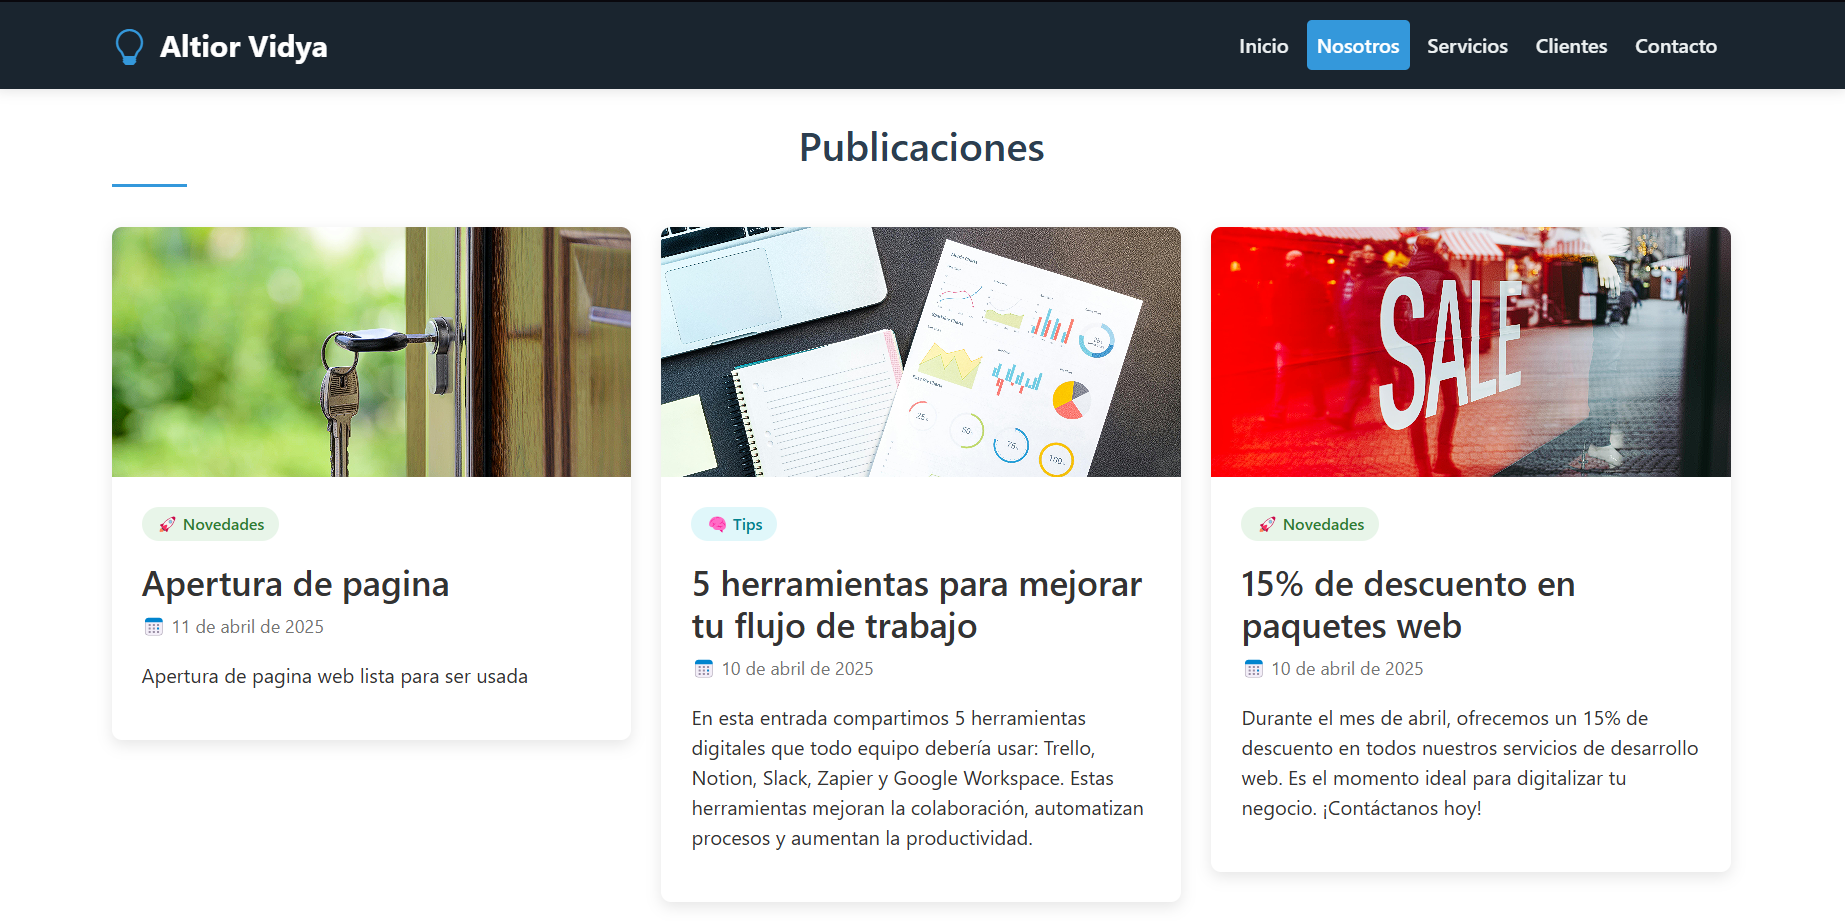 Altior Vidya
Inicio
Nosotros
Servicios
Clientes
Contacto
Publicaciones
SALE
Novedades
Apertura de pagina
11 de abril de 2025
Apertura de pagina web lista para ser usada
Tips
5 herramientas para mejorar
tu flujo de trabajo
10 de abril de 2025
En esta entrada compartimos 5 herramientas
digitales que todo equipo debería usar: Trello,
Notion, Slack, Zapier y Google Workspace. Estas
herramientas mejoran la colaboración, automatizan
procesos y aumentan la productividad.
Novedades
15% de descuento en
paquetes web
10 de abril de 2025
Durante el mes de abril, ofrecemos un 15% de
descuento en todos nuestros servicios de desarrollo
web. Es el momento ideal para digitalizar tu
negocio. ¡Contáctanos hoy!